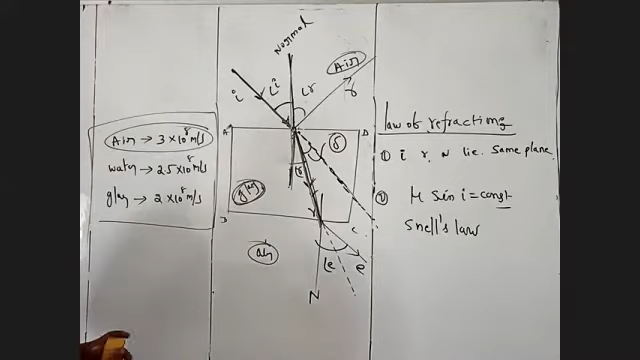 Air → 3 × 10⁸ m/s
water → 2.5 × 10⁸ m/s
glass → 2 × 10⁸ m/s
Normal
Air
i
∠i
∠r
r
A
D
δ
r
glass
B
C
air
∠e
e
N
law of refraction
① i r N lie same plane
② μ sin i = const
Snell's law